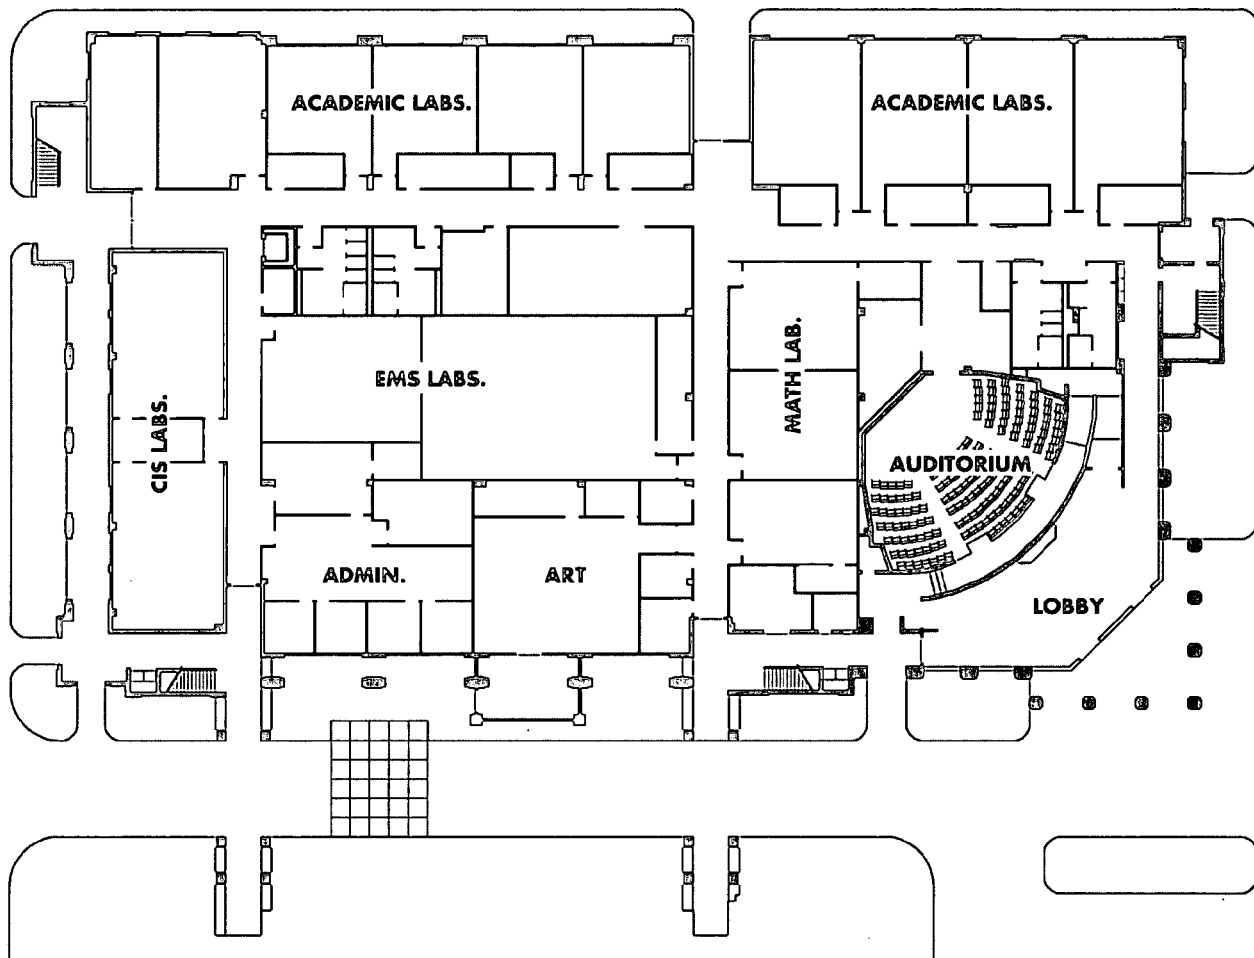 ACADEMIC LABS.
ACADEMIC LABS.
EMS LABS.
MATH LAB.
CIS LABS.
AUDITORIUM
ADMIN.
ART
LOBBY